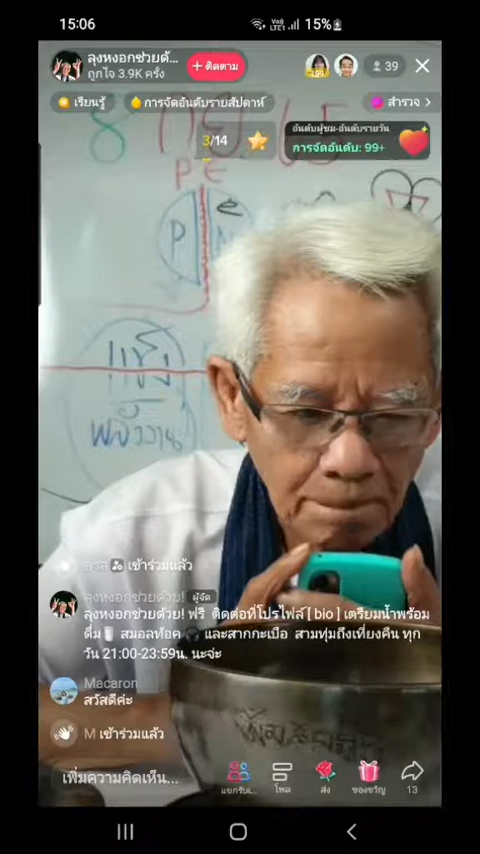 15:06
LTE1 15%
ลุงหงอกช่วยด้...
ถูกใจ 3.9K ครั้ง
+ ติดตาม
199
39
เรียนรู้
การจัดอันดับรายสัปดาห์
สำรวจ >
3/14
อันดับผู้ชม-อันดับรายวัน
การจัดอันดับ: 99+
8
P E
P
e
แข็ง
เข้าร่วมแล้ว
ลุงหงอกช่วยด้วย! ผู้จัด
ลุงหงอกช่วยด้วย! ฟรี ติดต่อที่โปรไฟล์ [ bio ] เตรียมน้ำพร้อม
ดื่ม🥛 สมอลทัอค🎧 และสากกะเบือ สามทุ่มถึงเที่ยงคืน ทุก
วัน 21:00-23:59น. นะจ๊ะ
Macaron
สวัสดีค่ะ
M เข้าร่วมแล้ว
เพิ่มความคิดเห็น...
แขกรับเ...
โพล
ส่ง
ของขวัญ
13